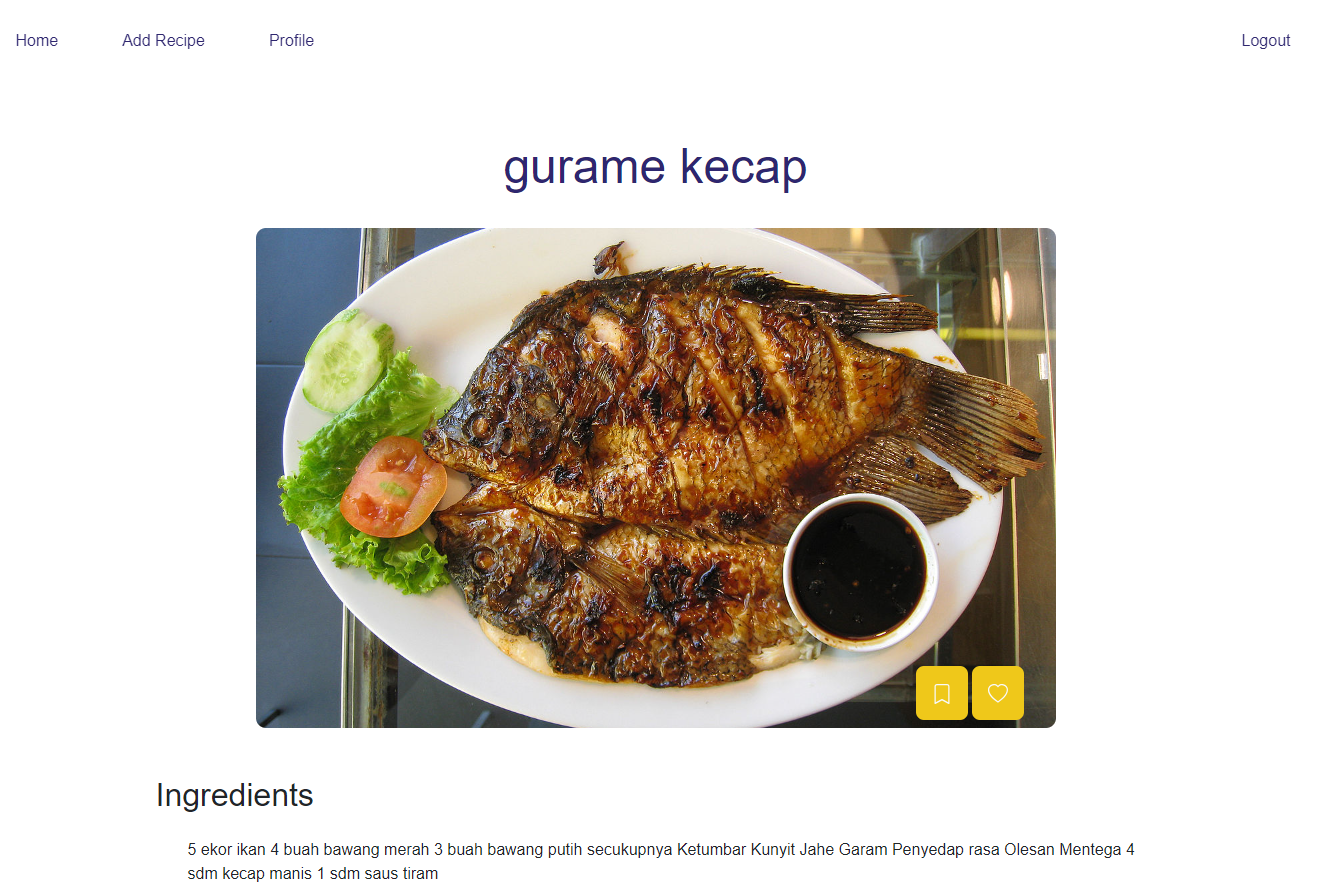 Home Add Recipe Profile Logout
gurame kecap
Ingredients
5 ekor ikan 4 buah bawang merah 3 buah bawang putih secukupnya Ketumbar Kunyit Jahe Garam Penyedap rasa Olesan Mentega 4
sdm kecap manis 1 sdm saus tiram